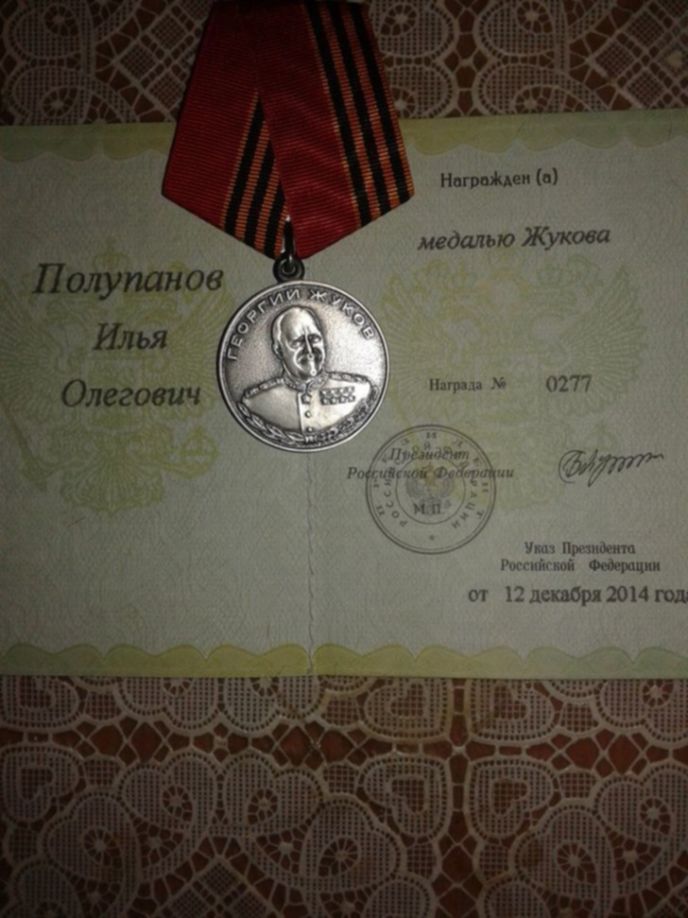 Награжден (а)
медалью Жукова
Полупанов
Илья
Олегович
ГЕОРГИЙ ЖУКОВ
Награда № 0277
Президент
Российской Федерации
М.П.
Указ Президента
Российской Федерации
от 12 декабря 2014 года